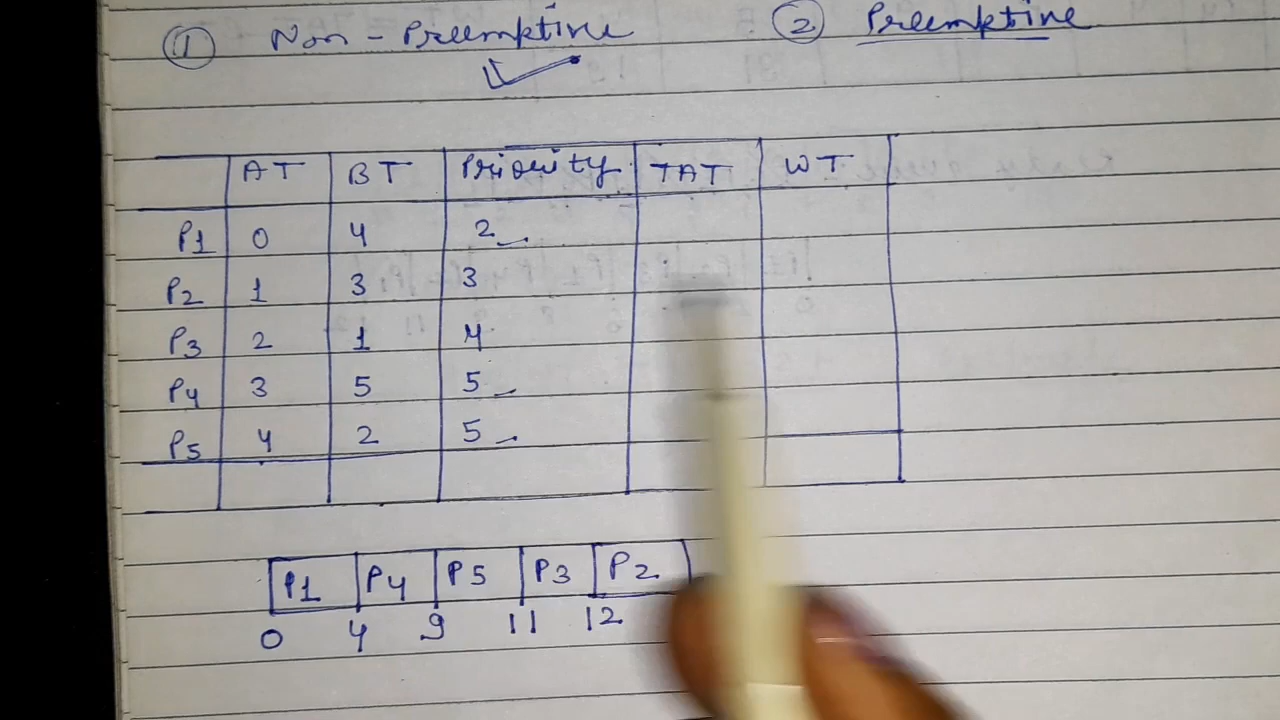 ① Non-Preemptive ② Preemptive
AT BT Priority TAT WT
P1 0 4 2
P2 1 3 3
P3 2 1 4
P4 3 5 5
P5 4 2 5
P1 P4 P5 P3 P2
0 4 9 11 12